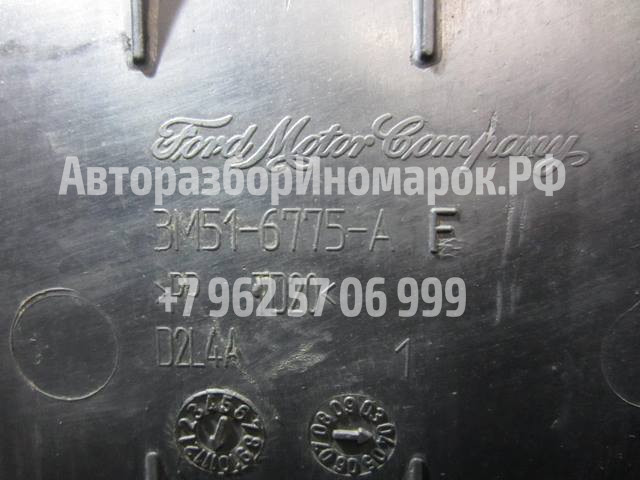 Ford Motor Company
АвторазборИномарок.РФ
3M51-6775-A E
+7 962 57 06 999
D2L4A 1